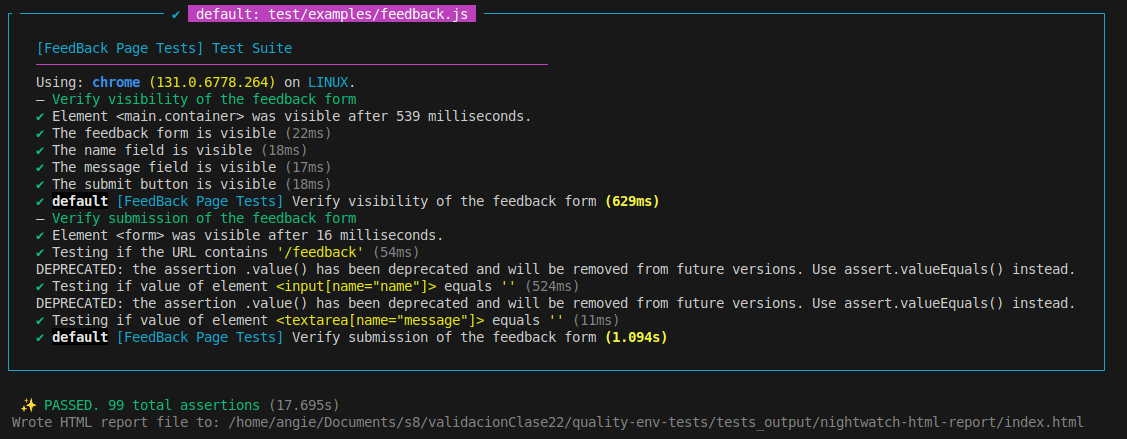 ✔ default: test/examples/feedback.js
[FeedBack Page Tests] Test Suite
Using: chrome (131.0.6778.264) on LINUX.
– Verify visibility of the feedback form
✔ Element <main.container> was visible after 539 milliseconds.
✔ The feedback form is visible (22ms)
✔ The name field is visible (18ms)
✔ The message field is visible (17ms)
✔ The submit button is visible (18ms)
✔ default [FeedBack Page Tests] Verify visibility of the feedback form (629ms)
– Verify submission of the feedback form
✔ Element <form> was visible after 16 milliseconds.
✔ Testing if the URL contains '/feedback' (54ms)
DEPRECATED: the assertion .value() has been deprecated and will be removed from future versions. Use assert.valueEquals() instead.
✔ Testing if value of element <input[name="name"]> equals '' (524ms)
DEPRECATED: the assertion .value() has been deprecated and will be removed from future versions. Use assert.valueEquals() instead.
✔ Testing if value of element <textarea[name="message"]> equals '' (11ms)
✔ default [FeedBack Page Tests] Verify submission of the feedback form (1.094s)
✨ PASSED. 99 total assertions (17.695s)
Wrote HTML report file to: /home/angie/Documents/s8/validacionClase22/quality-env-tests/tests_output/nightwatch-html-report/index.html